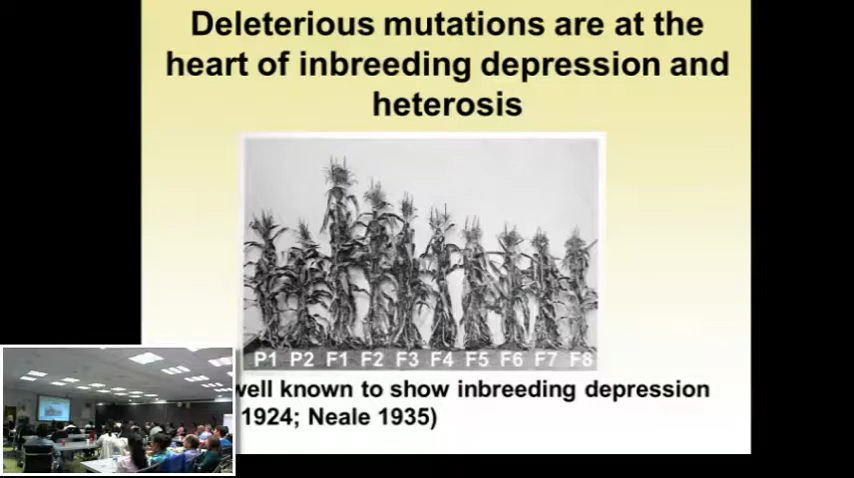 Deleterious mutations are at the
heart of inbreeding depression and
heterosis
P1 P2 F1 F2 F3 F4 F5 F6 F7 F8
well known to show inbreeding depression
1924; Neale 1935)